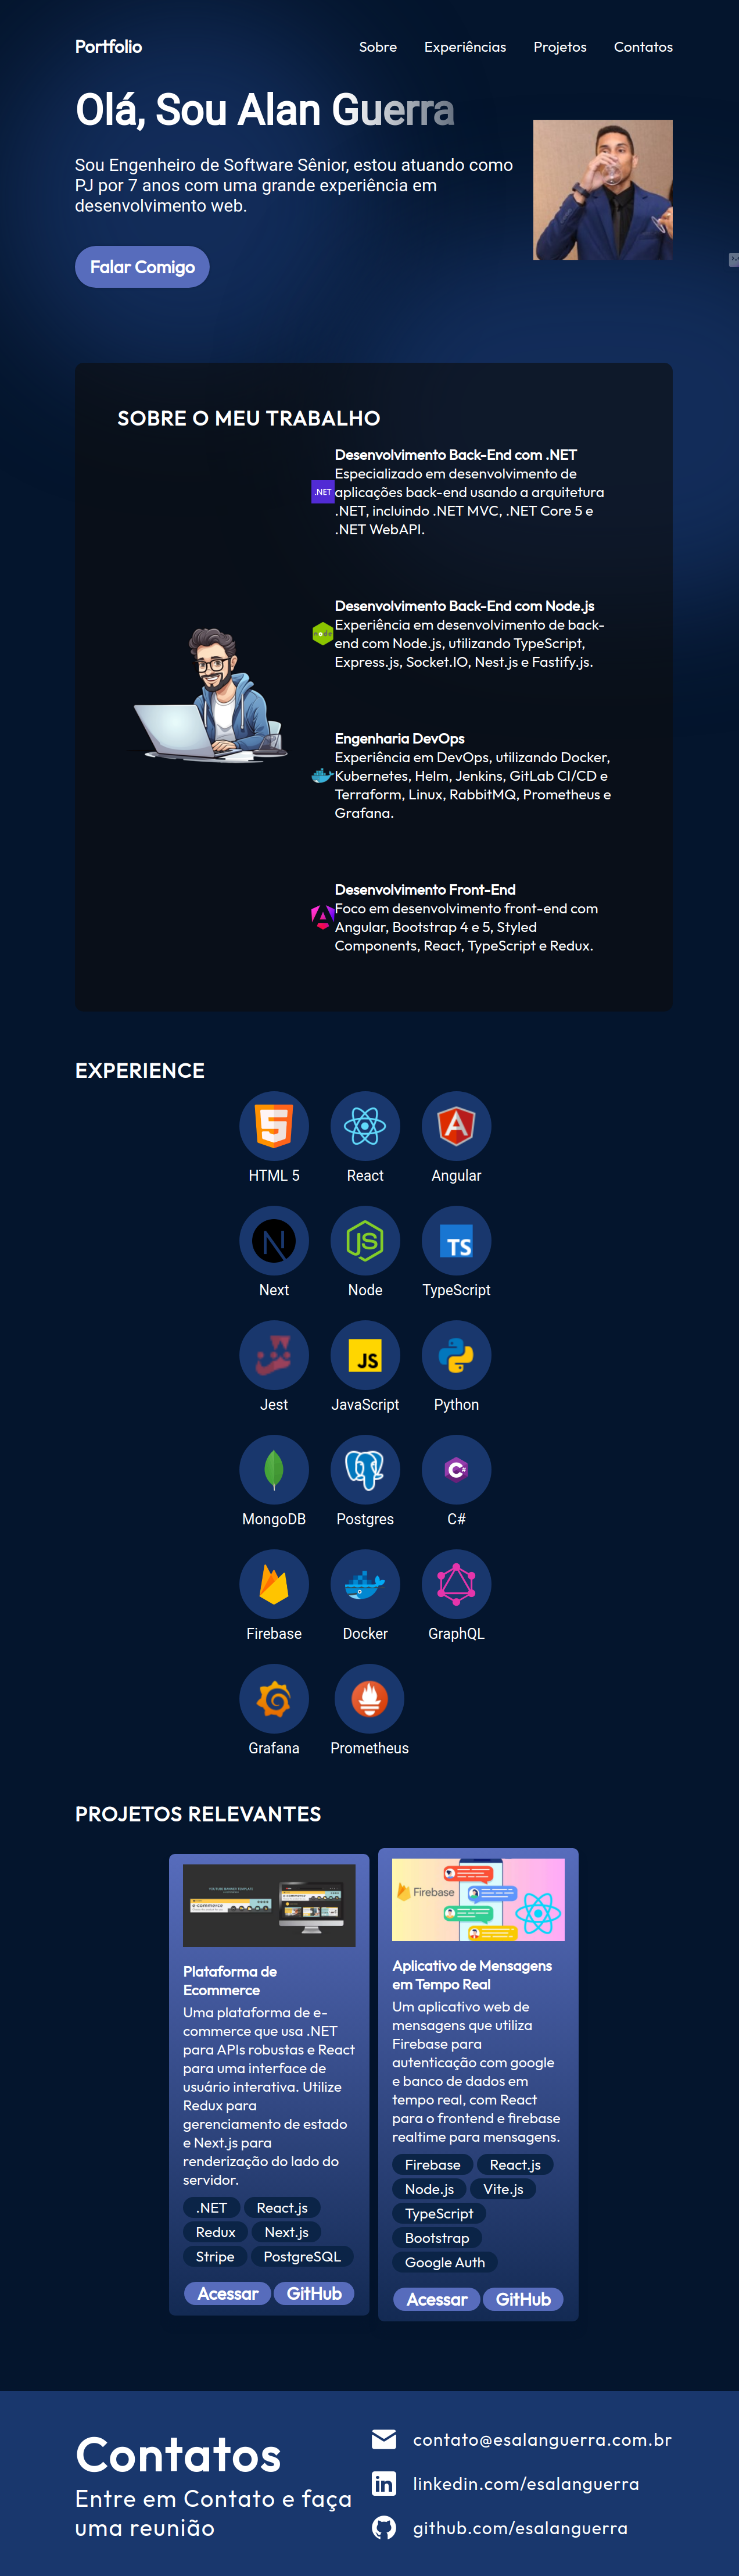 Portfolio
Sobre
Experiências
Projetos
Contatos
Olá, Sou Alan Guerra
Sou Engenheiro de Software Sênior, estou atuando como
PJ por 7 anos com uma grande experiência em
desenvolvimento web.
Falar Comigo
SOBRE O MEU TRABALHO
Desenvolvimento Back-End com .NET
.NET
Especializado em desenvolvimento de
aplicações back-end usando a arquitetura
.NET, incluindo .NET MVC, .NET Core 5 e
.NET WebAPI.
Desenvolvimento Back-End com Node.js
node
Experiência em desenvolvimento de back-
end com Node.js, utilizando TypeScript,
Express.js, Socket.IO, Nest.js e Fastify.js.
Engenharia DevOps
Experiência em DevOps, utilizando Docker,
Kubernetes, Helm, Jenkins, GitLab CI/CD e
Terraform, Linux, RabbitMQ, Prometheus e
Grafana.
Desenvolvimento Front-End
Foco em desenvolvimento front-end com
Angular, Bootstrap 4 e 5, Styled
Components, React, TypeScript e Redux.
EXPERIENCE
5
A
HTML 5
React
Angular
N
JS
TS
Next
Node
TypeScript
JS
Jest
JavaScript
Python
C#
MongoDB
Postgres
C#
Firebase
Docker
GraphQL
Grafana
Prometheus
PROJETOS RELEVANTES
e-commerce
Plataforma de
Ecommerce
Uma plataforma de e-
commerce que usa .NET
para APIs robustas e React
para uma interface de
usuário interativa. Utilize
Redux para
gerenciamento de estado
e Next.js para
renderização do lado do
servidor.
.NET
React.js
Redux
Next.js
Stripe
PostgreSQL
Acessar
GitHub
Firebase
Aplicativo de Mensagens
em Tempo Real
Um aplicativo web de
mensagens que utiliza
Firebase para
autenticação com google
e banco de dados em
tempo real, com React
para o frontend e firebase
realtime para mensagens.
Firebase
React.js
Node.js
Vite.js
TypeScript
Bootstrap
Google Auth
Acessar
GitHub
Contatos
Entre em Contato e faça
uma reunião
contato@esalanguerra.com.br
in
linkedin.com/esalanguerra
github.com/esalanguerra